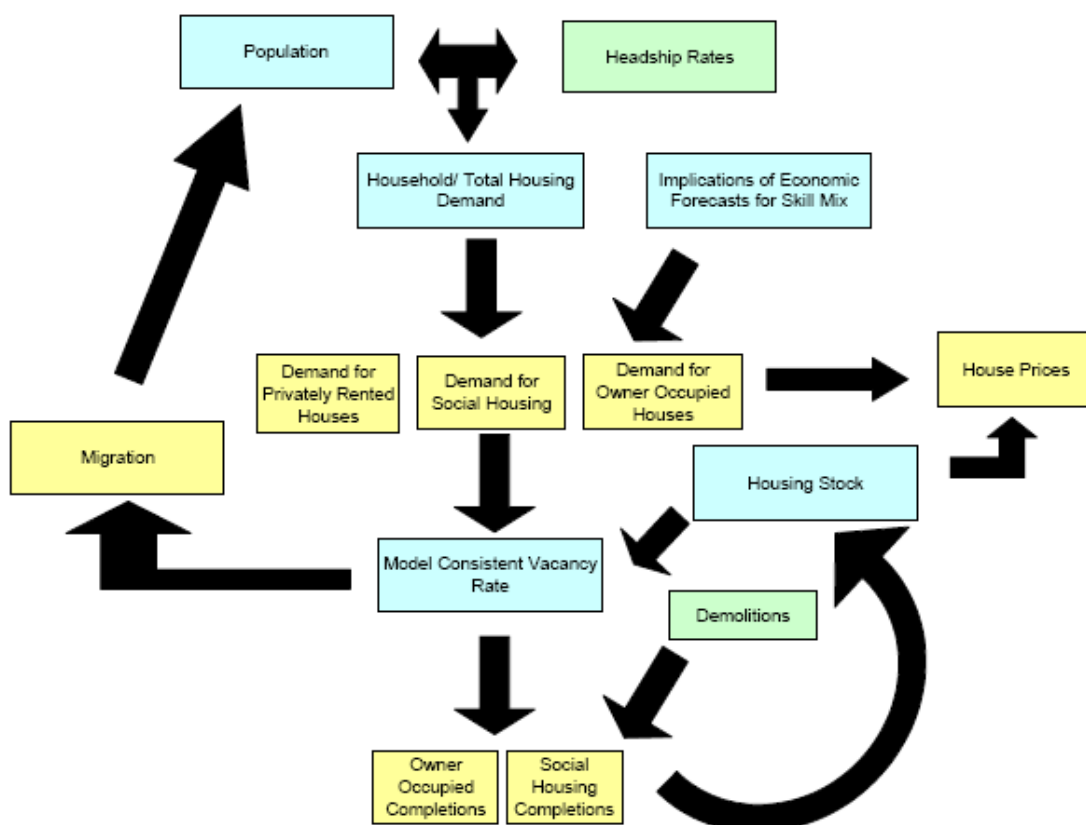 Population
Headship Rates
Household/ Total Housing
Demand
Implications of Economic
Forecasts for Skill Mix
Demand for
Privately Rented
Houses
Demand for
Social Housing
Demand for
Owner Occupied
Houses
House Prices
Migration
Housing Stock
Model Consistent Vacancy
Rate
Demolitions
Owner
Occupied
Completions
Social
Housing
Completions